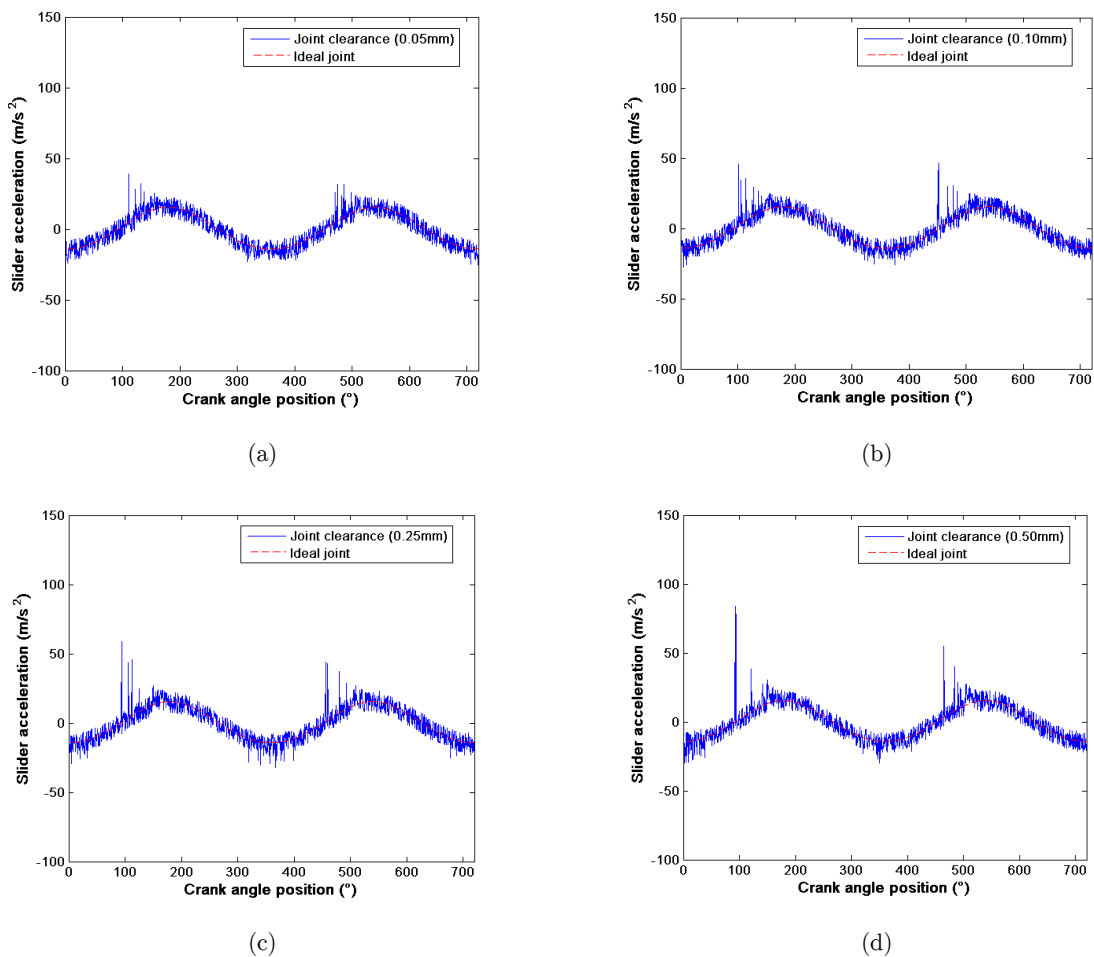 150
100
50
0
-50
-100
Slider acceleration (m/s²)
Joint clearance (0.05mm)
Ideal joint
0 100 200 300 400 500 600 700
Crank angle position (°)
(a)
150
100
50
0
-50
-100
Slider acceleration (m/s²)
Joint clearance (0.10mm)
Ideal joint
0 100 200 300 400 500 600 700
Crank angle position (°)
(b)
150
100
50
0
-50
-100
Slider acceleration (m/s²)
Joint clearance (0.25mm)
Ideal joint
0 100 200 300 400 500 600 700
Crank angle position (°)
(c)
150
100
50
0
-50
-100
Slider acceleration (m/s²)
Joint clearance (0.50mm)
Ideal joint
0 100 200 300 400 500 600 700
Crank angle position (°)
(d)